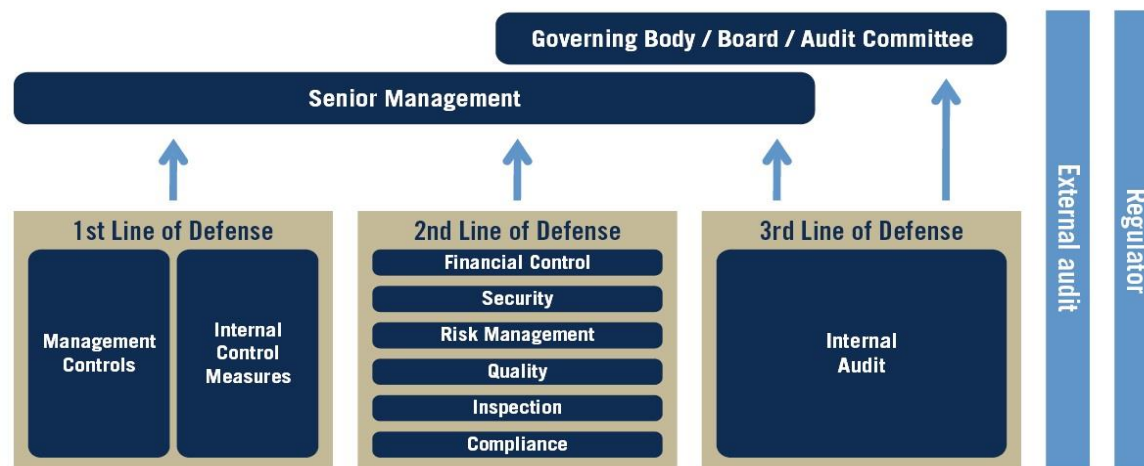 Governing Body / Board / Audit Committee
Senior Management
1st Line of Defense
Management
Controls
Internal
Control
Measures
2nd Line of Defense
Financial Control
Security
Risk Management
Quality
Inspection
Compliance
3rd Line of Defense
Internal
Audit
External audit
Regulator